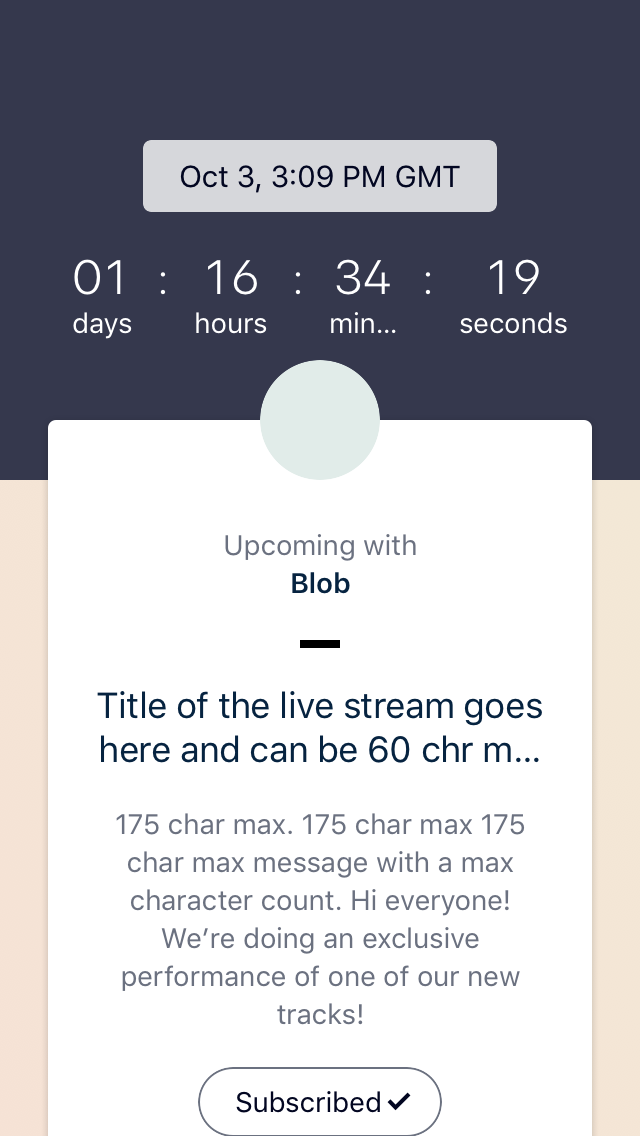 Oct 3, 3:09 PM GMT
01 : 16 : 34 : 19
days hours min... seconds
Upcoming with
Blob
Title of the live stream goes
here and can be 60 chr m...
175 char max. 175 char max 175
char max message with a max
character count. Hi everyone!
We’re doing an exclusive
performance of one of our new
tracks!
Subscribed